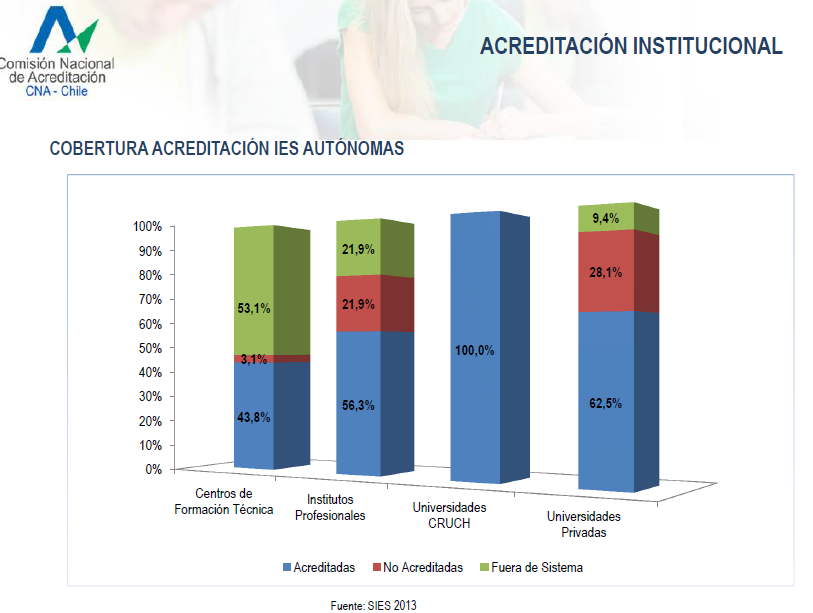 Comisión Nacional
de Acreditación
CNA - Chile
ACREDITACIÓN INSTITUCIONAL
COBERTURA ACREDITACIÓN IES AUTÓNOMAS
100%
90%
80%
70%
60%
50%
40%
30%
20%
10%
0%
53,1%
3,1%
43,8%
21,9%
21,9%
56,3%
100,0%
9,4%
28,1%
62,5%
Centros de
Formación Técnica
Institutos
Profesionales
Universidades
CRUCH
Universidades
Privadas
Acreditadas
No Acreditadas
Fuera de Sistema
Fuente: SIES 2013